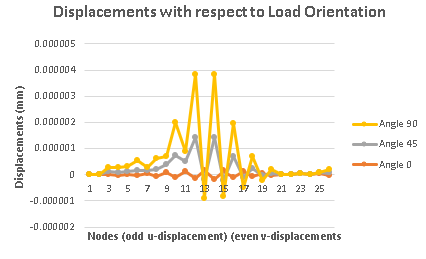 Displacements with respect to Load Orientation
0.000005
0.000004
0.000003
0.000002
0.000001
0
-0.000001
-0.000002
Displacements (mm)
1 3 5 7 9 11 13 15 17 19 21 23 25
Nodes (odd u-displacement) (even v-displacements
Angle 90
Angle 45
Angle 0